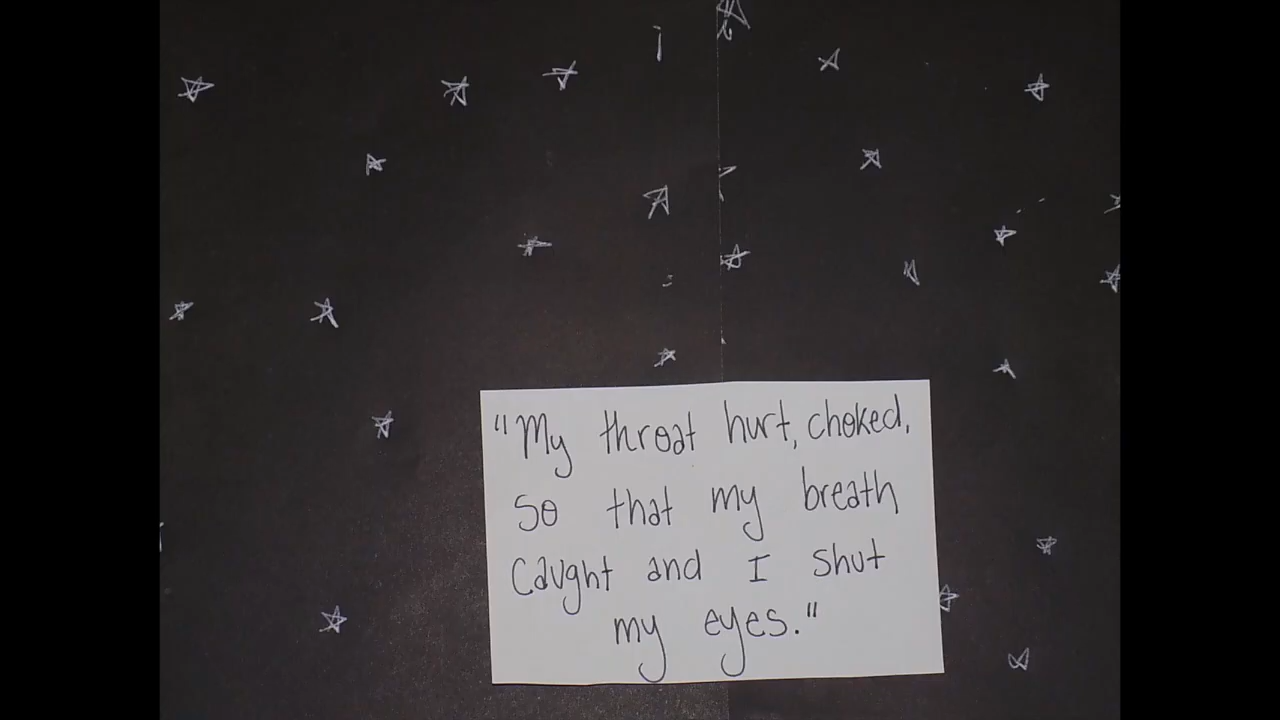 "My throat hurt, choked,
so that my breath
caught and I shut
my eyes."